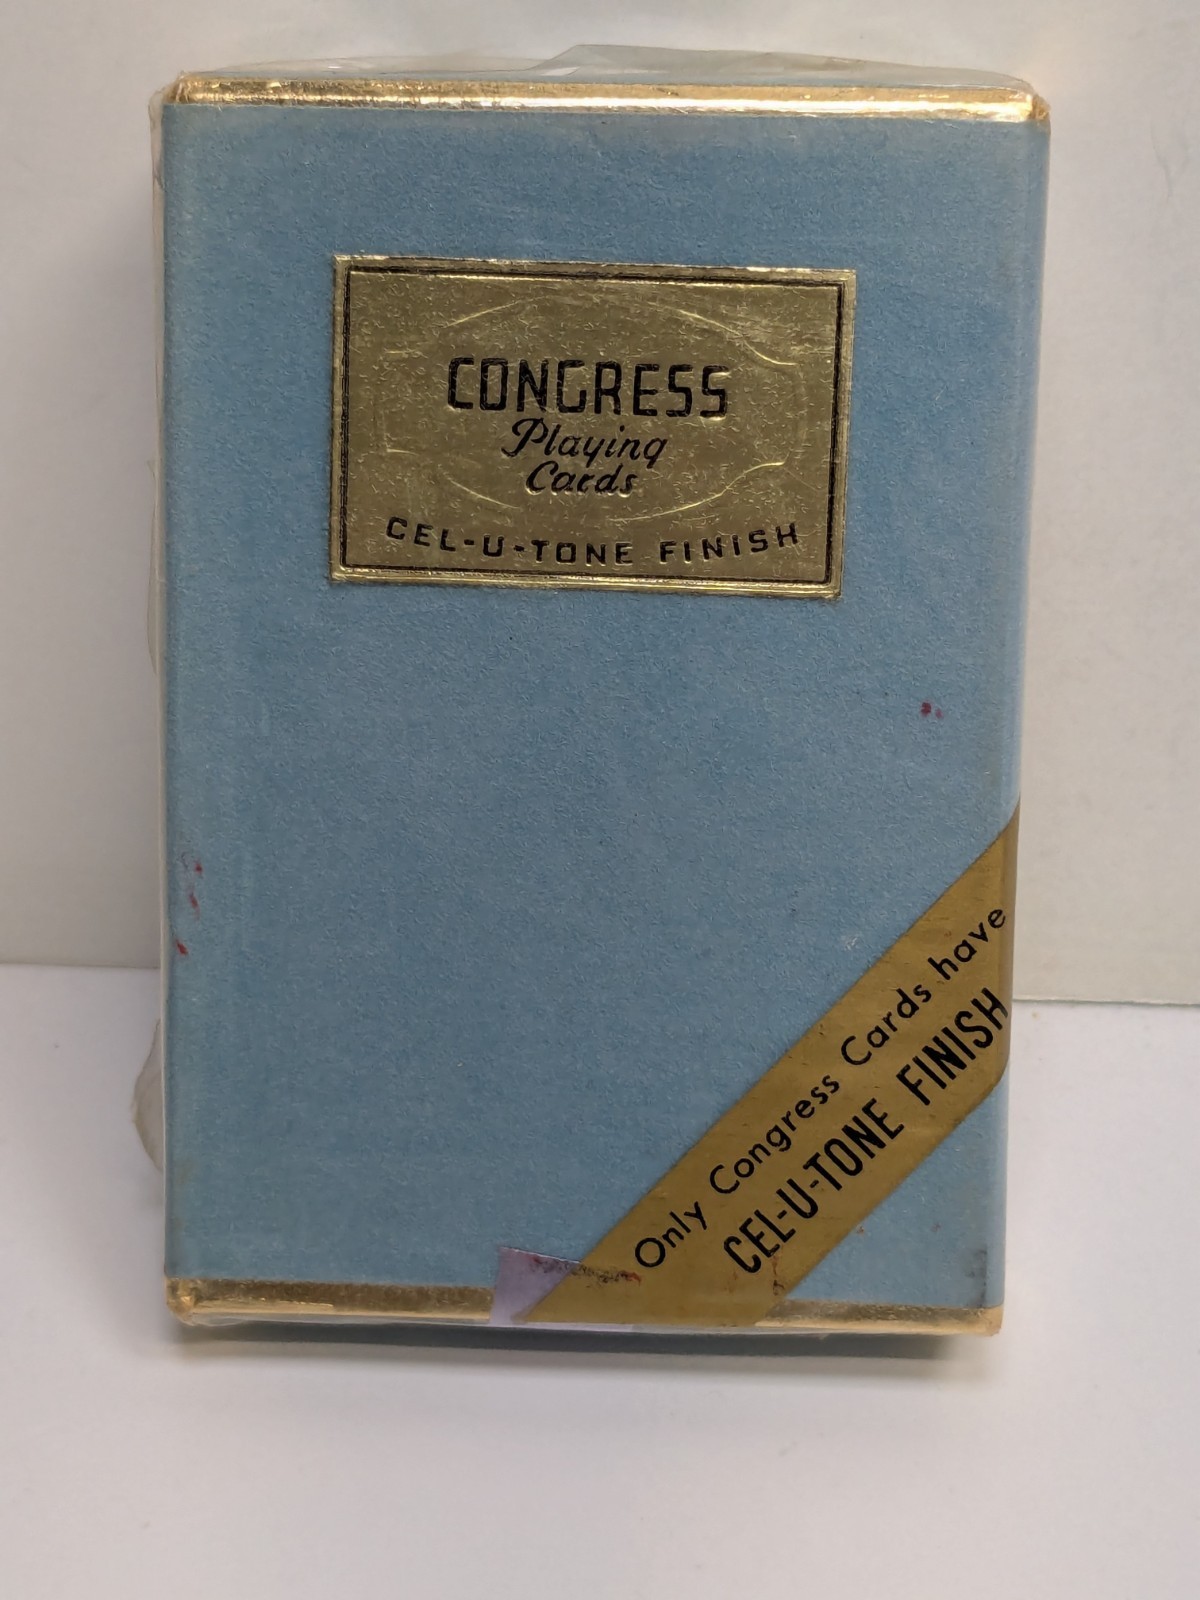 CONGRESS
Playing
Cards
CEL-U-TONE FINISH
Only Congress Cards have
CEL-U-TONE FINISH